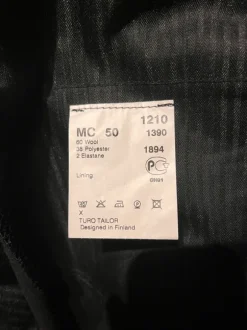 1210
MC 50 1390
60 Wool
38 Polyester 1894
2 Elastane
Lining:
X
TURO TAILOR
Designed in Finland